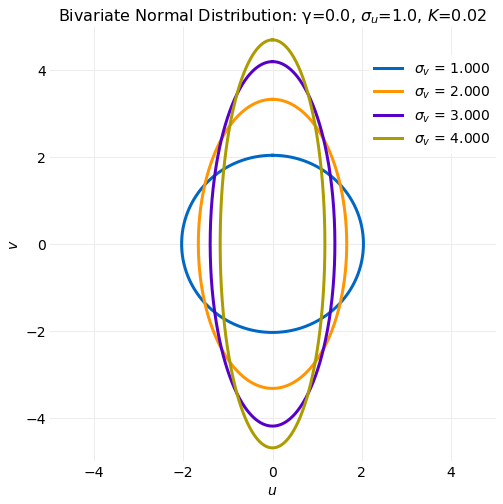 Bivariate Normal Distribution: γ=0.0, σᵤ=1.0, K=0.02
σᵥ = 1.000
σᵥ = 2.000
σᵥ = 3.000
σᵥ = 4.000
4
2
0
−2
−4
v
−4 −2 0 2 4
u